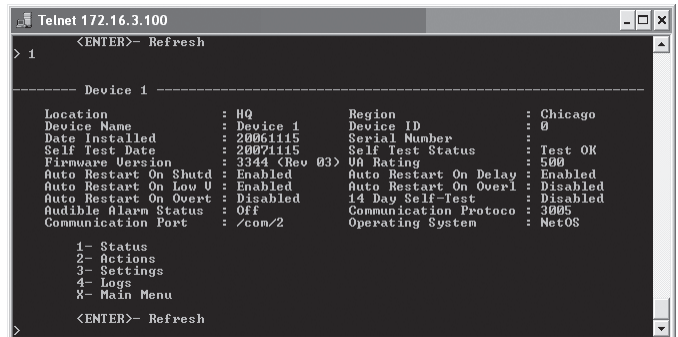 Telnet 172.16.3.100
<ENTER>- Refresh
> 1
-------- Device 1 ------------------------------------------------------------
Location : HQ Region : Chicago
Device Name : Device 1 Device ID : 0
Date Installed : 20061115 Serial Number :
Self Test Date : 20071115 Self Test Status : Test OK
Firmware Version : 3344 (Rev 03) VA Rating : 500
Auto Restart On Shutd : Enabled Auto Restart On Delay : Enabled
Auto Restart On Low V : Enabled Auto Restart On Overl : Disabled
Auto Restart On Overt : Disabled 14 Day Self-Test : Disabled
Audible Alarm Status : Off Communication Protoco : 3005
Communication Port : /com/2 Operating System : NetOS
1- Status
2- Actions
3- Settings
4- Logs
X- Main Menu
<ENTER>- Refresh
>